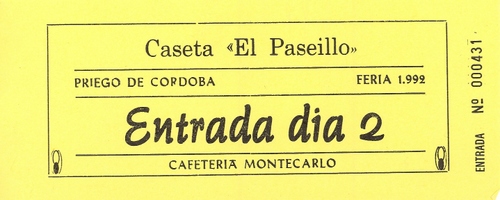 Caseta «El Paseillo»
PRIEGO DE CORDOBA FERIA 1.992
Entrada dia 2
CAFETERIA MONTECARLO
ENTRADA Nº 000431